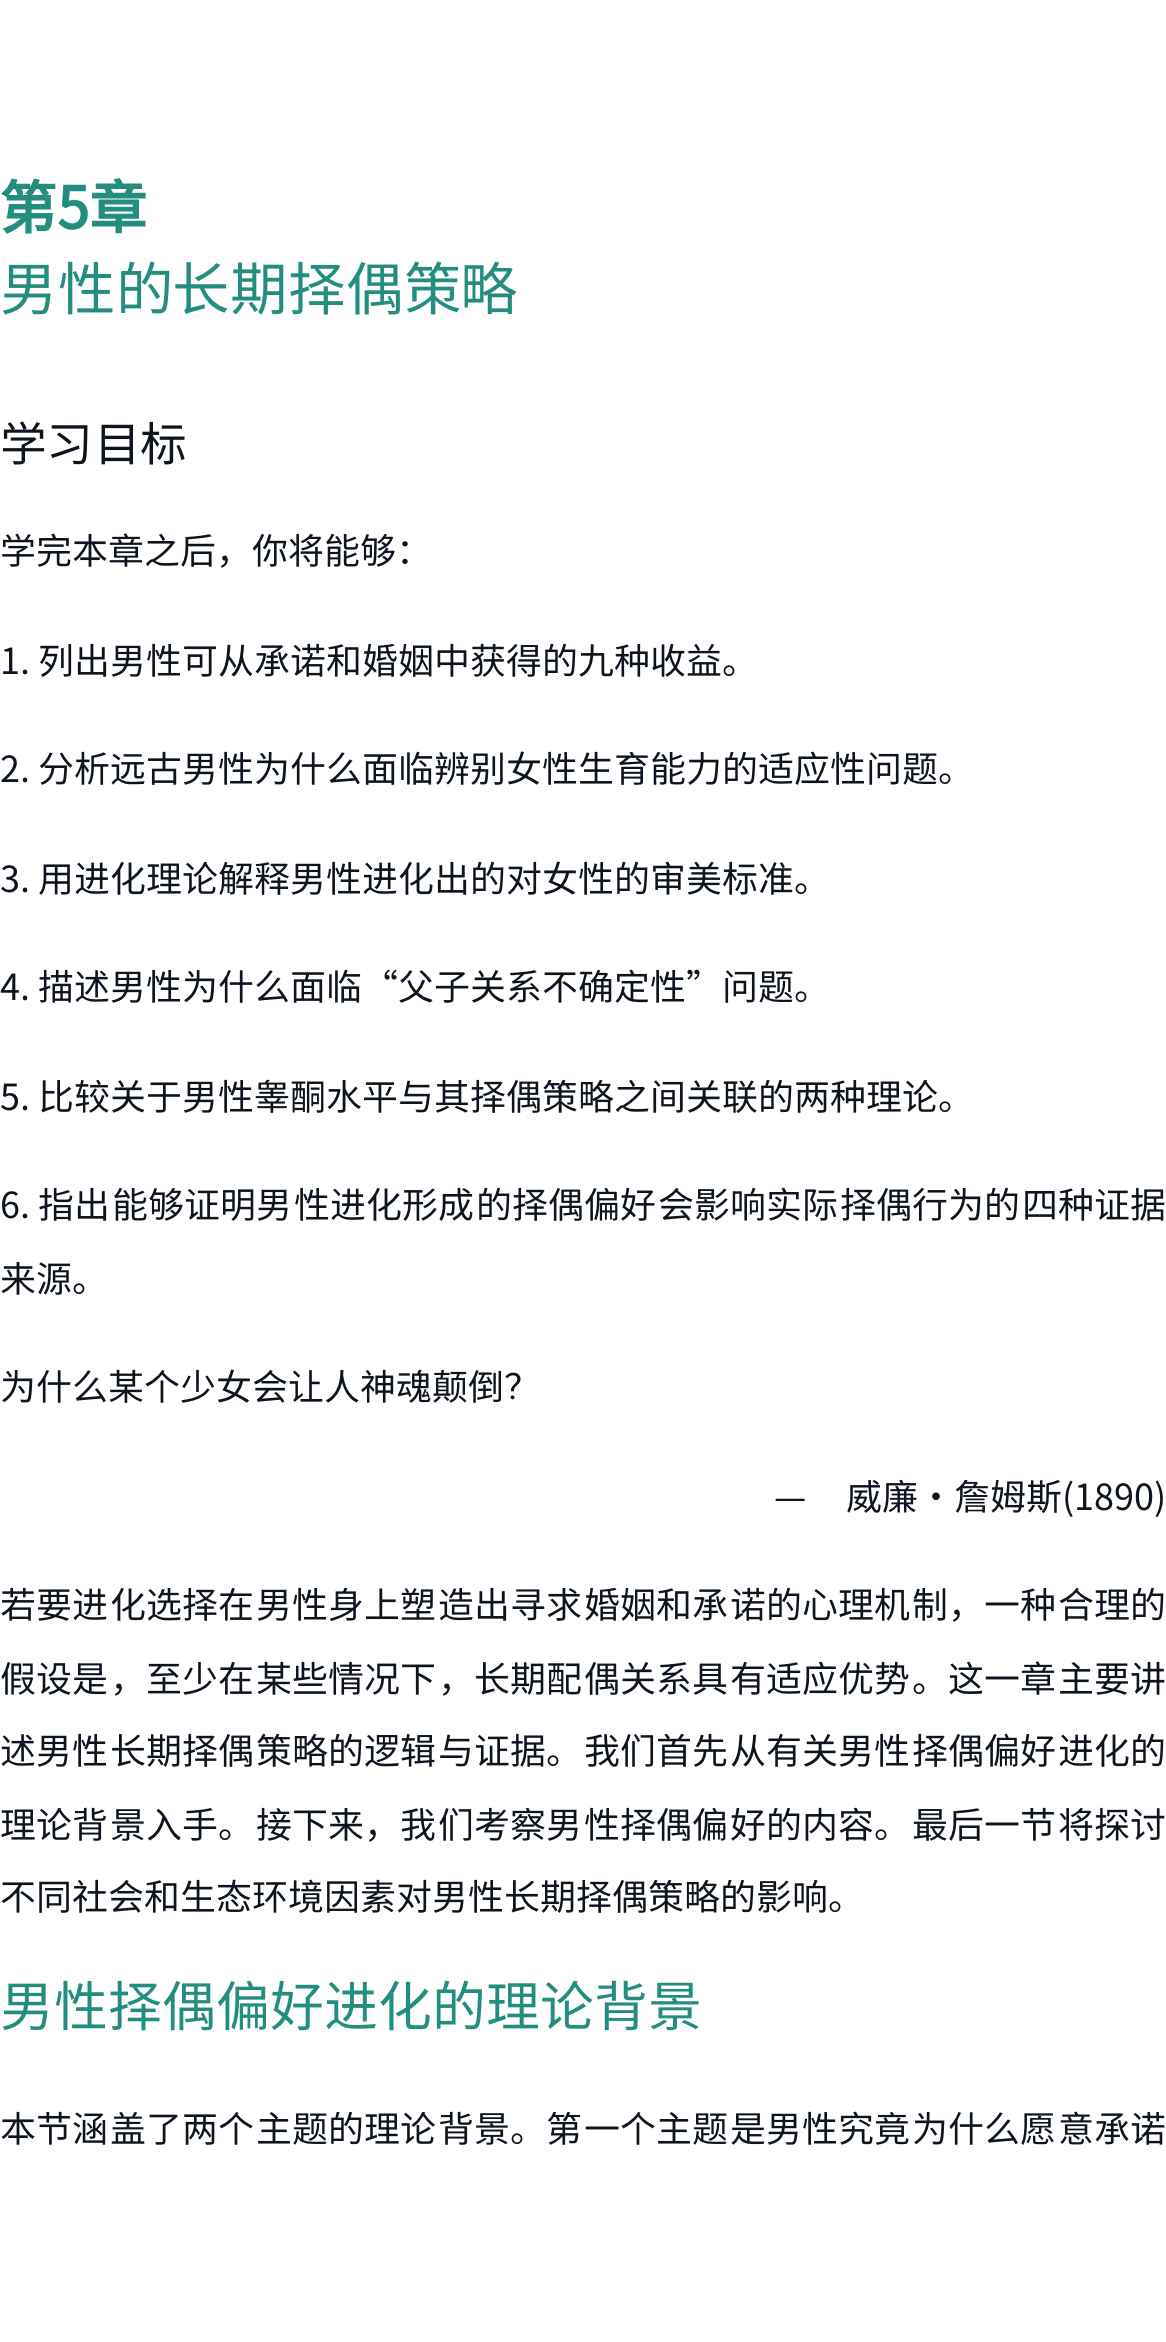 第5章
男性的长期择偶策略
学习目标
学完本章之后，你将能够：
1. 列出男性可从承诺和婚姻中获得的九种收益。
2. 分析远古男性为什么面临辨别女性生育能力的适应性问题。
3. 用进化理论解释男性进化出的对女性的审美标准。
4. 描述男性为什么面临“父子关系不确定性”问题。
5. 比较关于男性睾酮水平与其择偶策略之间关联的两种理论。
6. 指出能够证明男性进化形成的择偶偏好会影响实际择偶行为的四种证据
来源。
为什么某个少女会让人神魂颠倒？
— 威廉·詹姆斯(1890)
若要进化选择在男性身上塑造出寻求婚姻和承诺的心理机制，一种合理的
假设是，至少在某些情况下，长期配偶关系具有适应优势。这一章主要讲
述男性长期择偶策略的逻辑与证据。我们首先从有关男性择偶偏好进化的
理论背景入手。接下来，我们考察男性择偶偏好的内容。最后一节将探讨
不同社会和生态环境因素对男性长期择偶策略的影响。
男性择偶偏好进化的理论背景
本节涵盖了两个主题的理论背景。第一个主题是男性究竟为什么愿意承诺